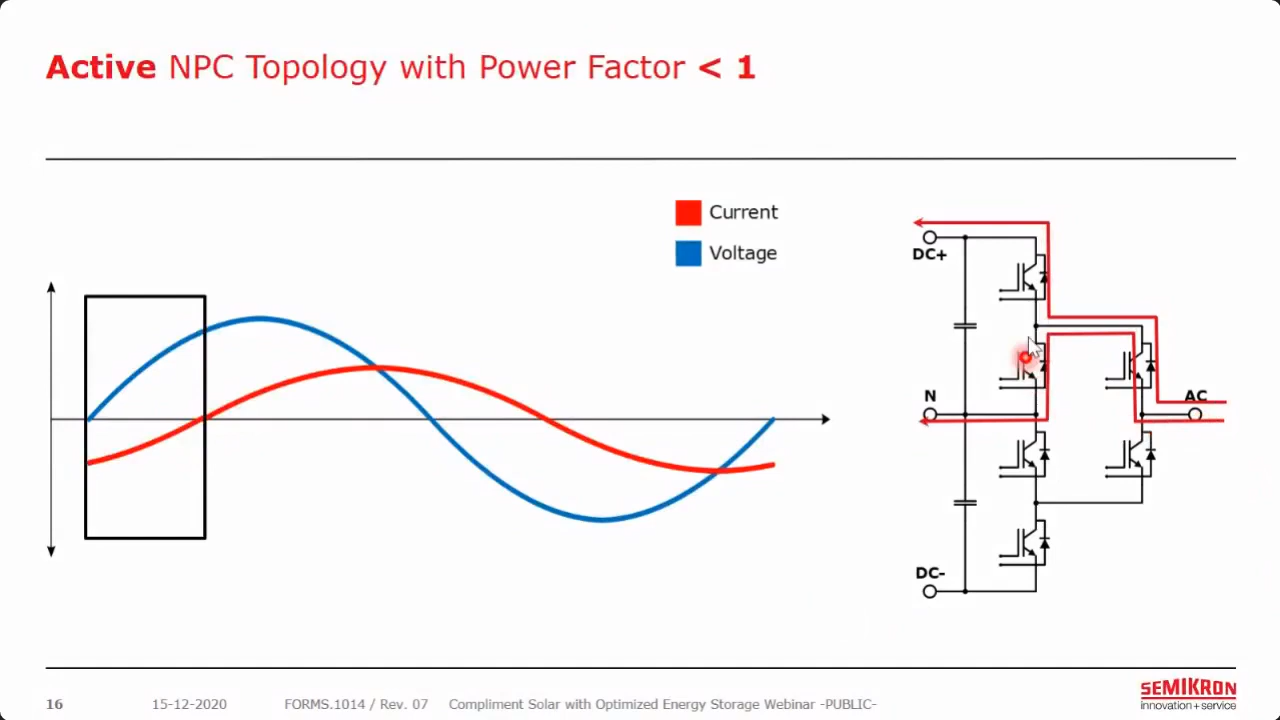 Active NPC Topology with Power Factor < 1
Current
Voltage
DC+
N
AC
DC-
16 15-12-2020 FORMS.1014 / Rev. 07 Compliment Solar with Optimized Energy Storage Webinar -PUBLIC-
SEMIKRON
innovation+service